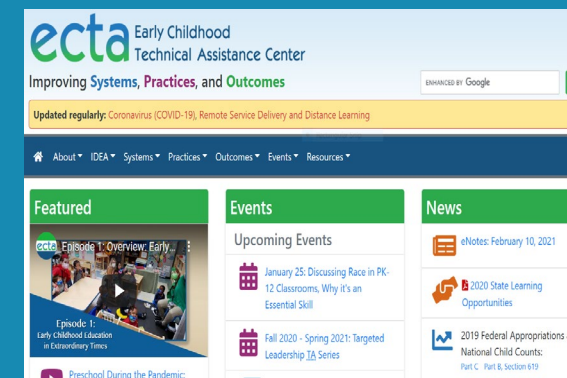 ecta Early Childhood
Technical Assistance Center
Improving Systems, Practices, and Outcomes
ENHANCED BY Google
Updated regularly: Coronavirus (COVID-19), Remote Service Delivery and Distance Learning
About IDEA Systems Practices Outcomes Events Resources
Featured
ecta Episode 1: Overview: Early...
Episode 1:
Early Childhood Education
in Extraordinary Times
Preschool During the Pandemic:
Events
Upcoming Events
January 25: Discussing Race in PK-
12 Classrooms, Why it's an
Essential Skill
Fall 2020 - Spring 2021: Targeted
Leadership TA Series
News
eNotes: February 10, 2021
2020 State Learning
Opportunities
2019 Federal Appropriations
National Child Counts:
Part C Part B, Section 619